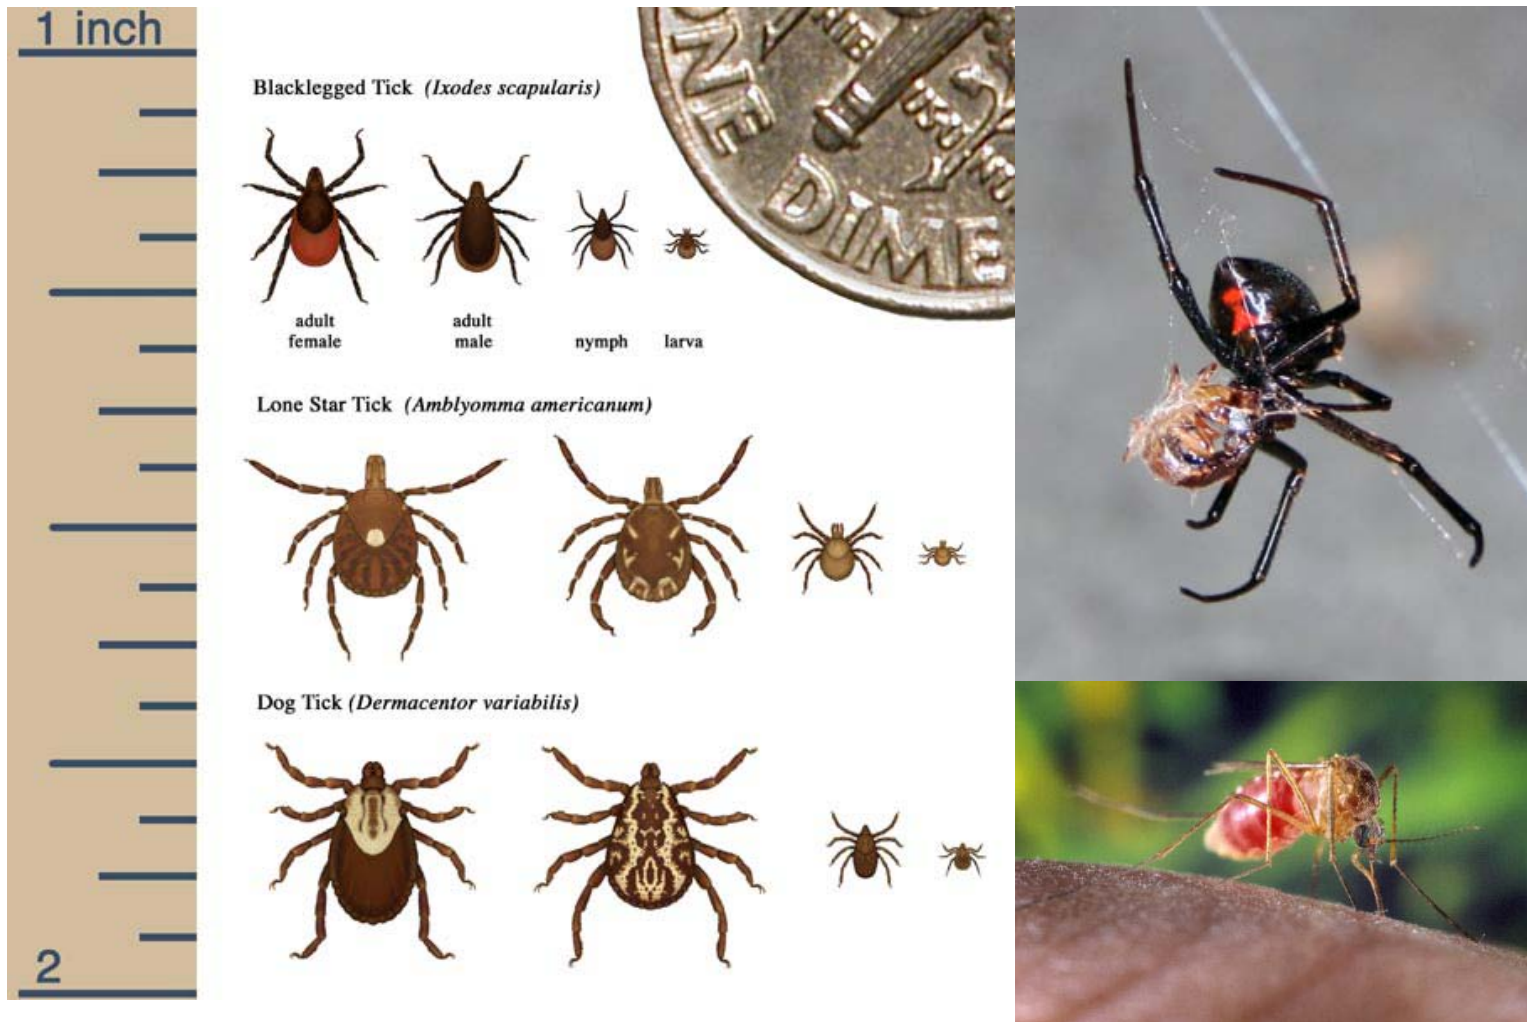 1 inch
Blacklegged Tick (Ixodes scapularis)
ONE DIME
adult
female
adult
male
nymph
larva
Lone Star Tick (Amblyomma americanum)
Dog Tick (Dermacentor variabilis)
2